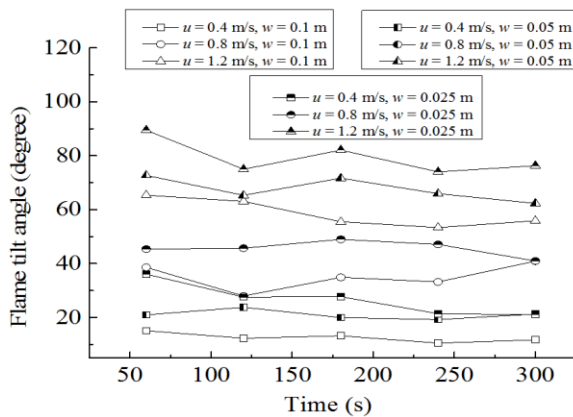 u = 0.4 m/s, w = 0.1 m
u = 0.8 m/s, w = 0.1 m
u = 1.2 m/s, w = 0.1 m
u = 0.4 m/s, w = 0.05 m
u = 0.8 m/s, w = 0.05 m
u = 1.2 m/s, w = 0.05 m
u = 0.4 m/s, w = 0.025 m
u = 0.8 m/s, w = 0.025 m
u = 1.2 m/s, w = 0.025 m
Flame tilt angle (degree)
120
100
80
60
40
20
50
100
150
200
250
300
Time (s)